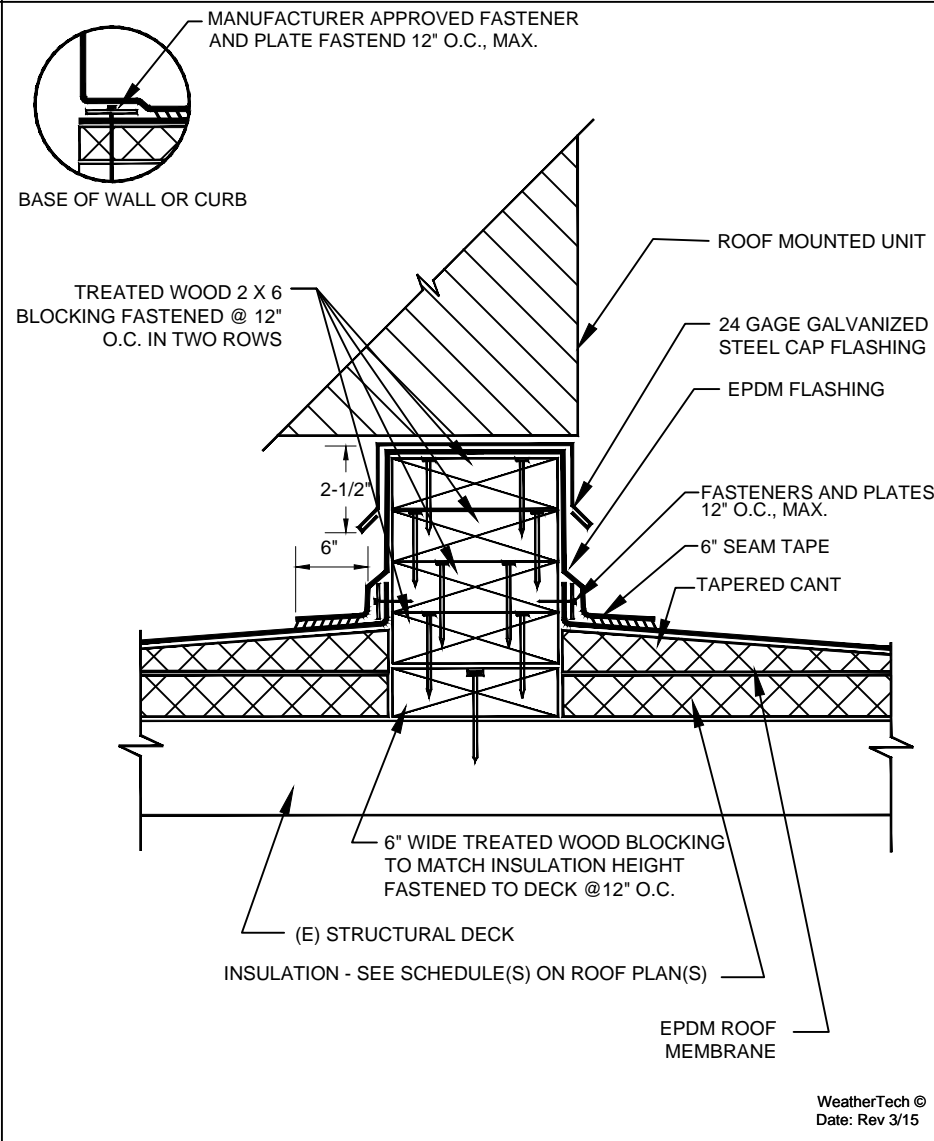 MANUFACTURER APPROVED FASTENER
AND PLATE FASTEND 12" O.C., MAX.
BASE OF WALL OR CURB
ROOF MOUNTED UNIT
TREATED WOOD 2 X 6
BLOCKING FASTENED @ 12"
O.C. IN TWO ROWS
24 GAGE GALVANIZED
STEEL CAP FLASHING
EPDM FLASHING
2-1/2"
FASTENERS AND PLATES
12" O.C., MAX.
6"
6" SEAM TAPE
TAPERED CANT
6" WIDE TREATED WOOD BLOCKING
TO MATCH INSULATION HEIGHT
FASTENED TO DECK @12" O.C.
(E) STRUCTURAL DECK
INSULATION - SEE SCHEDULE(S) ON ROOF PLAN(S)
EPDM ROOF
MEMBRANE
WeatherTech ©
Date: Rev 3/15